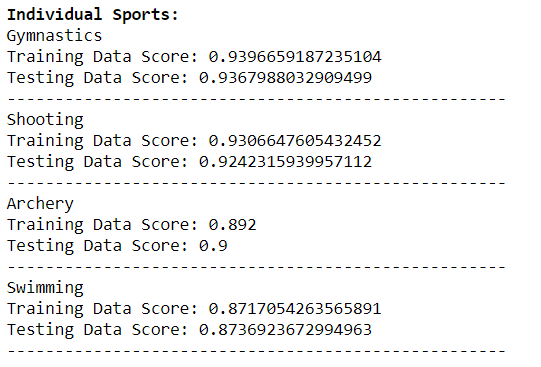 Individual Sports:
Gymnastics
Training Data Score: 0.9396659187235104
Testing Data Score: 0.9367988032909499
----------------------------------------------------
Shooting
Training Data Score: 0.9306647605432452
Testing Data Score: 0.9242315939957112
----------------------------------------------------
Archery
Training Data Score: 0.892
Testing Data Score: 0.9
----------------------------------------------------
Swimming
Training Data Score: 0.8717054263565891
Testing Data Score: 0.8736923672994963
----------------------------------------------------